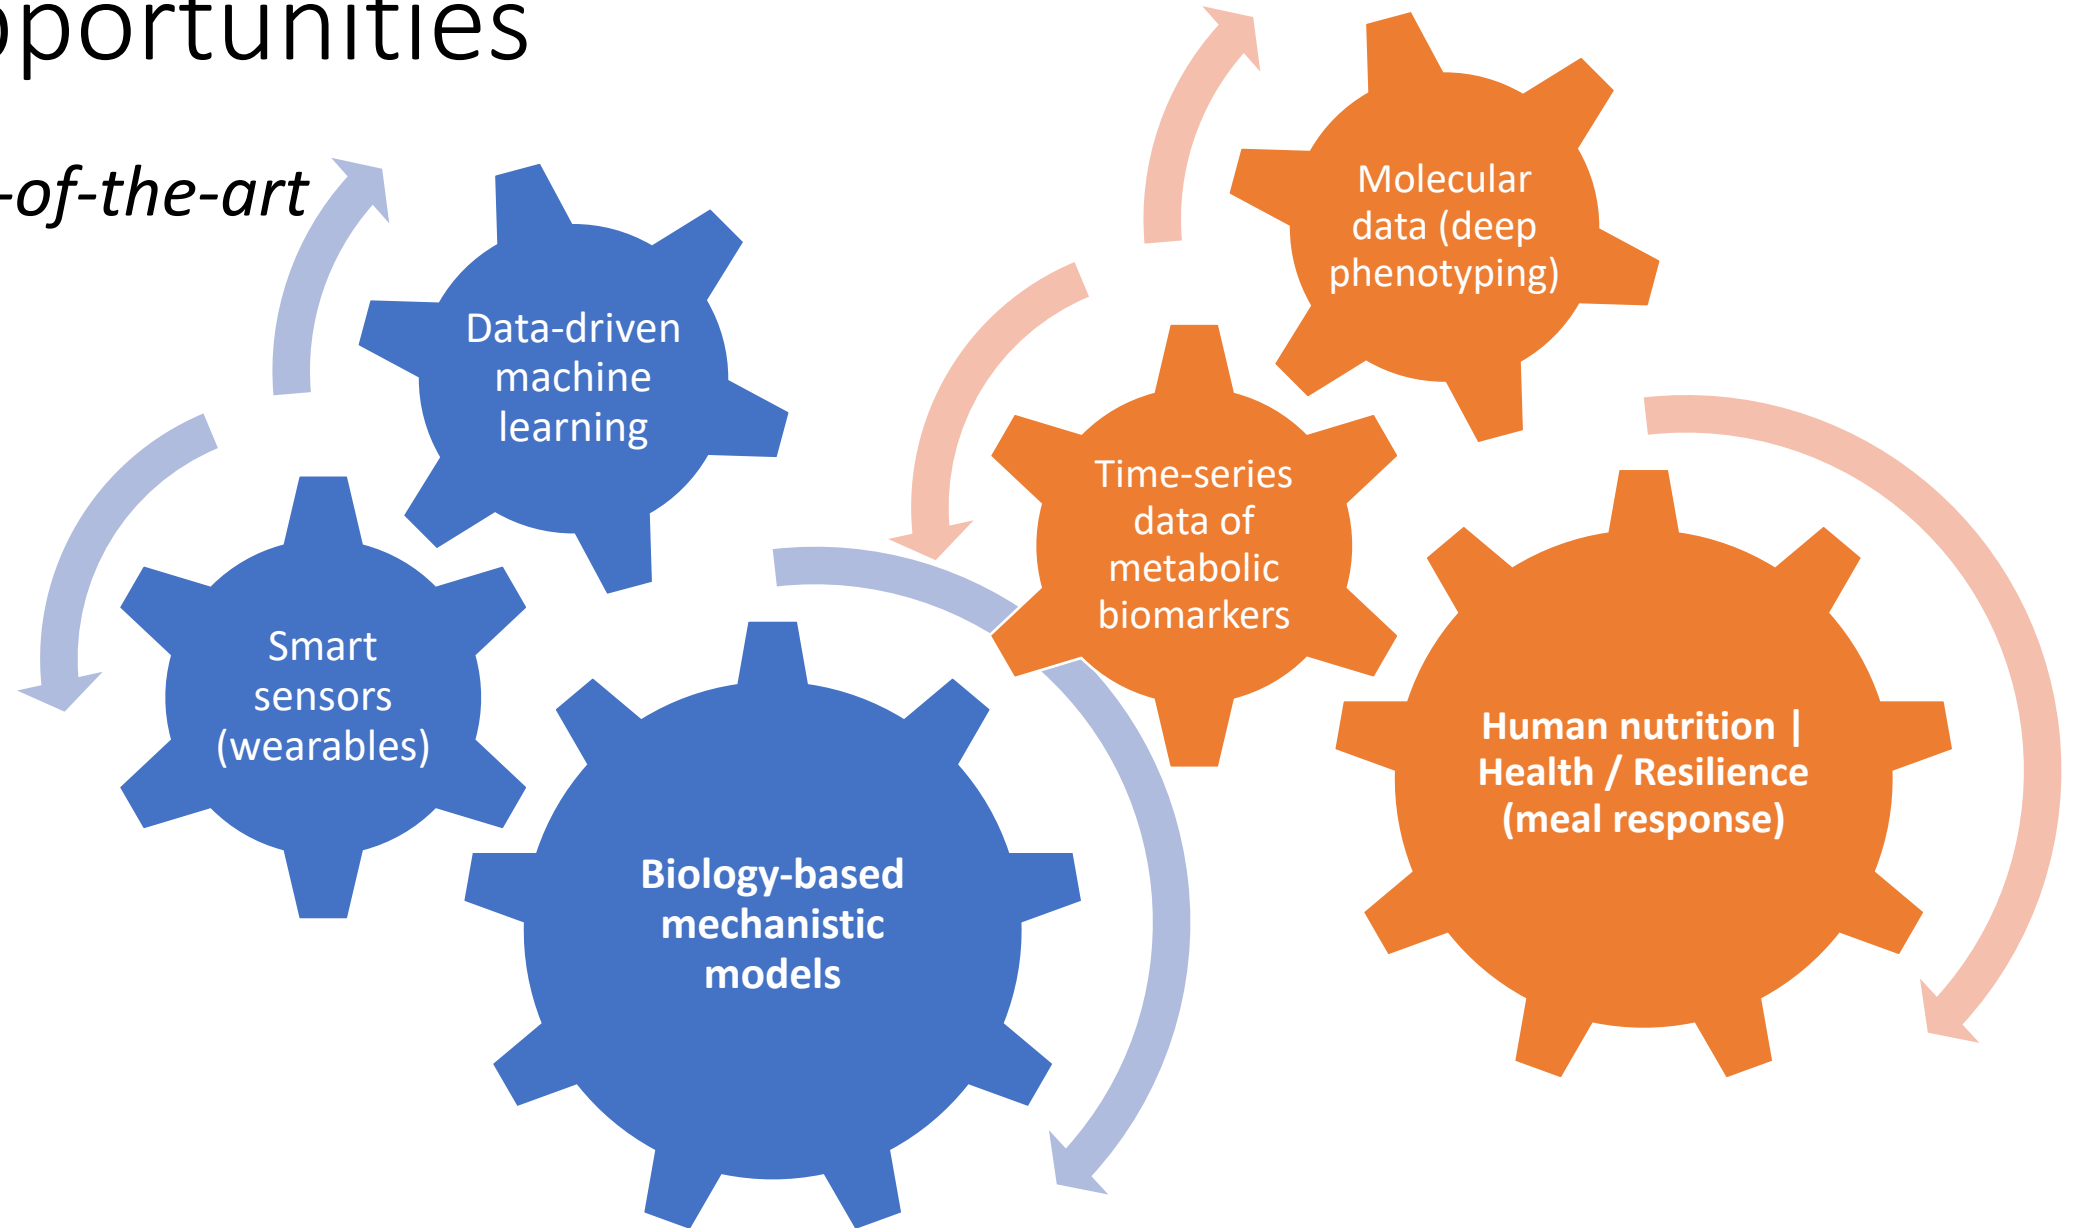 pportunities
-of-the-art
Data-driven
machine
learning
Smart
sensors
(wearables)
Biology-based
mechanistic
models
Molecular
data (deep
phenotyping)
Time-series
data of
metabolic
biomarkers
Human nutrition |
Health / Resilience
(meal response)